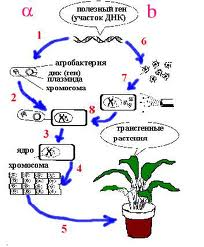 α
b
полезный ген
(участок ДНК)
1
6
агробактерия
днк (ген)
плазмида
хромосома
7
2
8
3
трансгенные
растения
ядро
4
хромосома
5